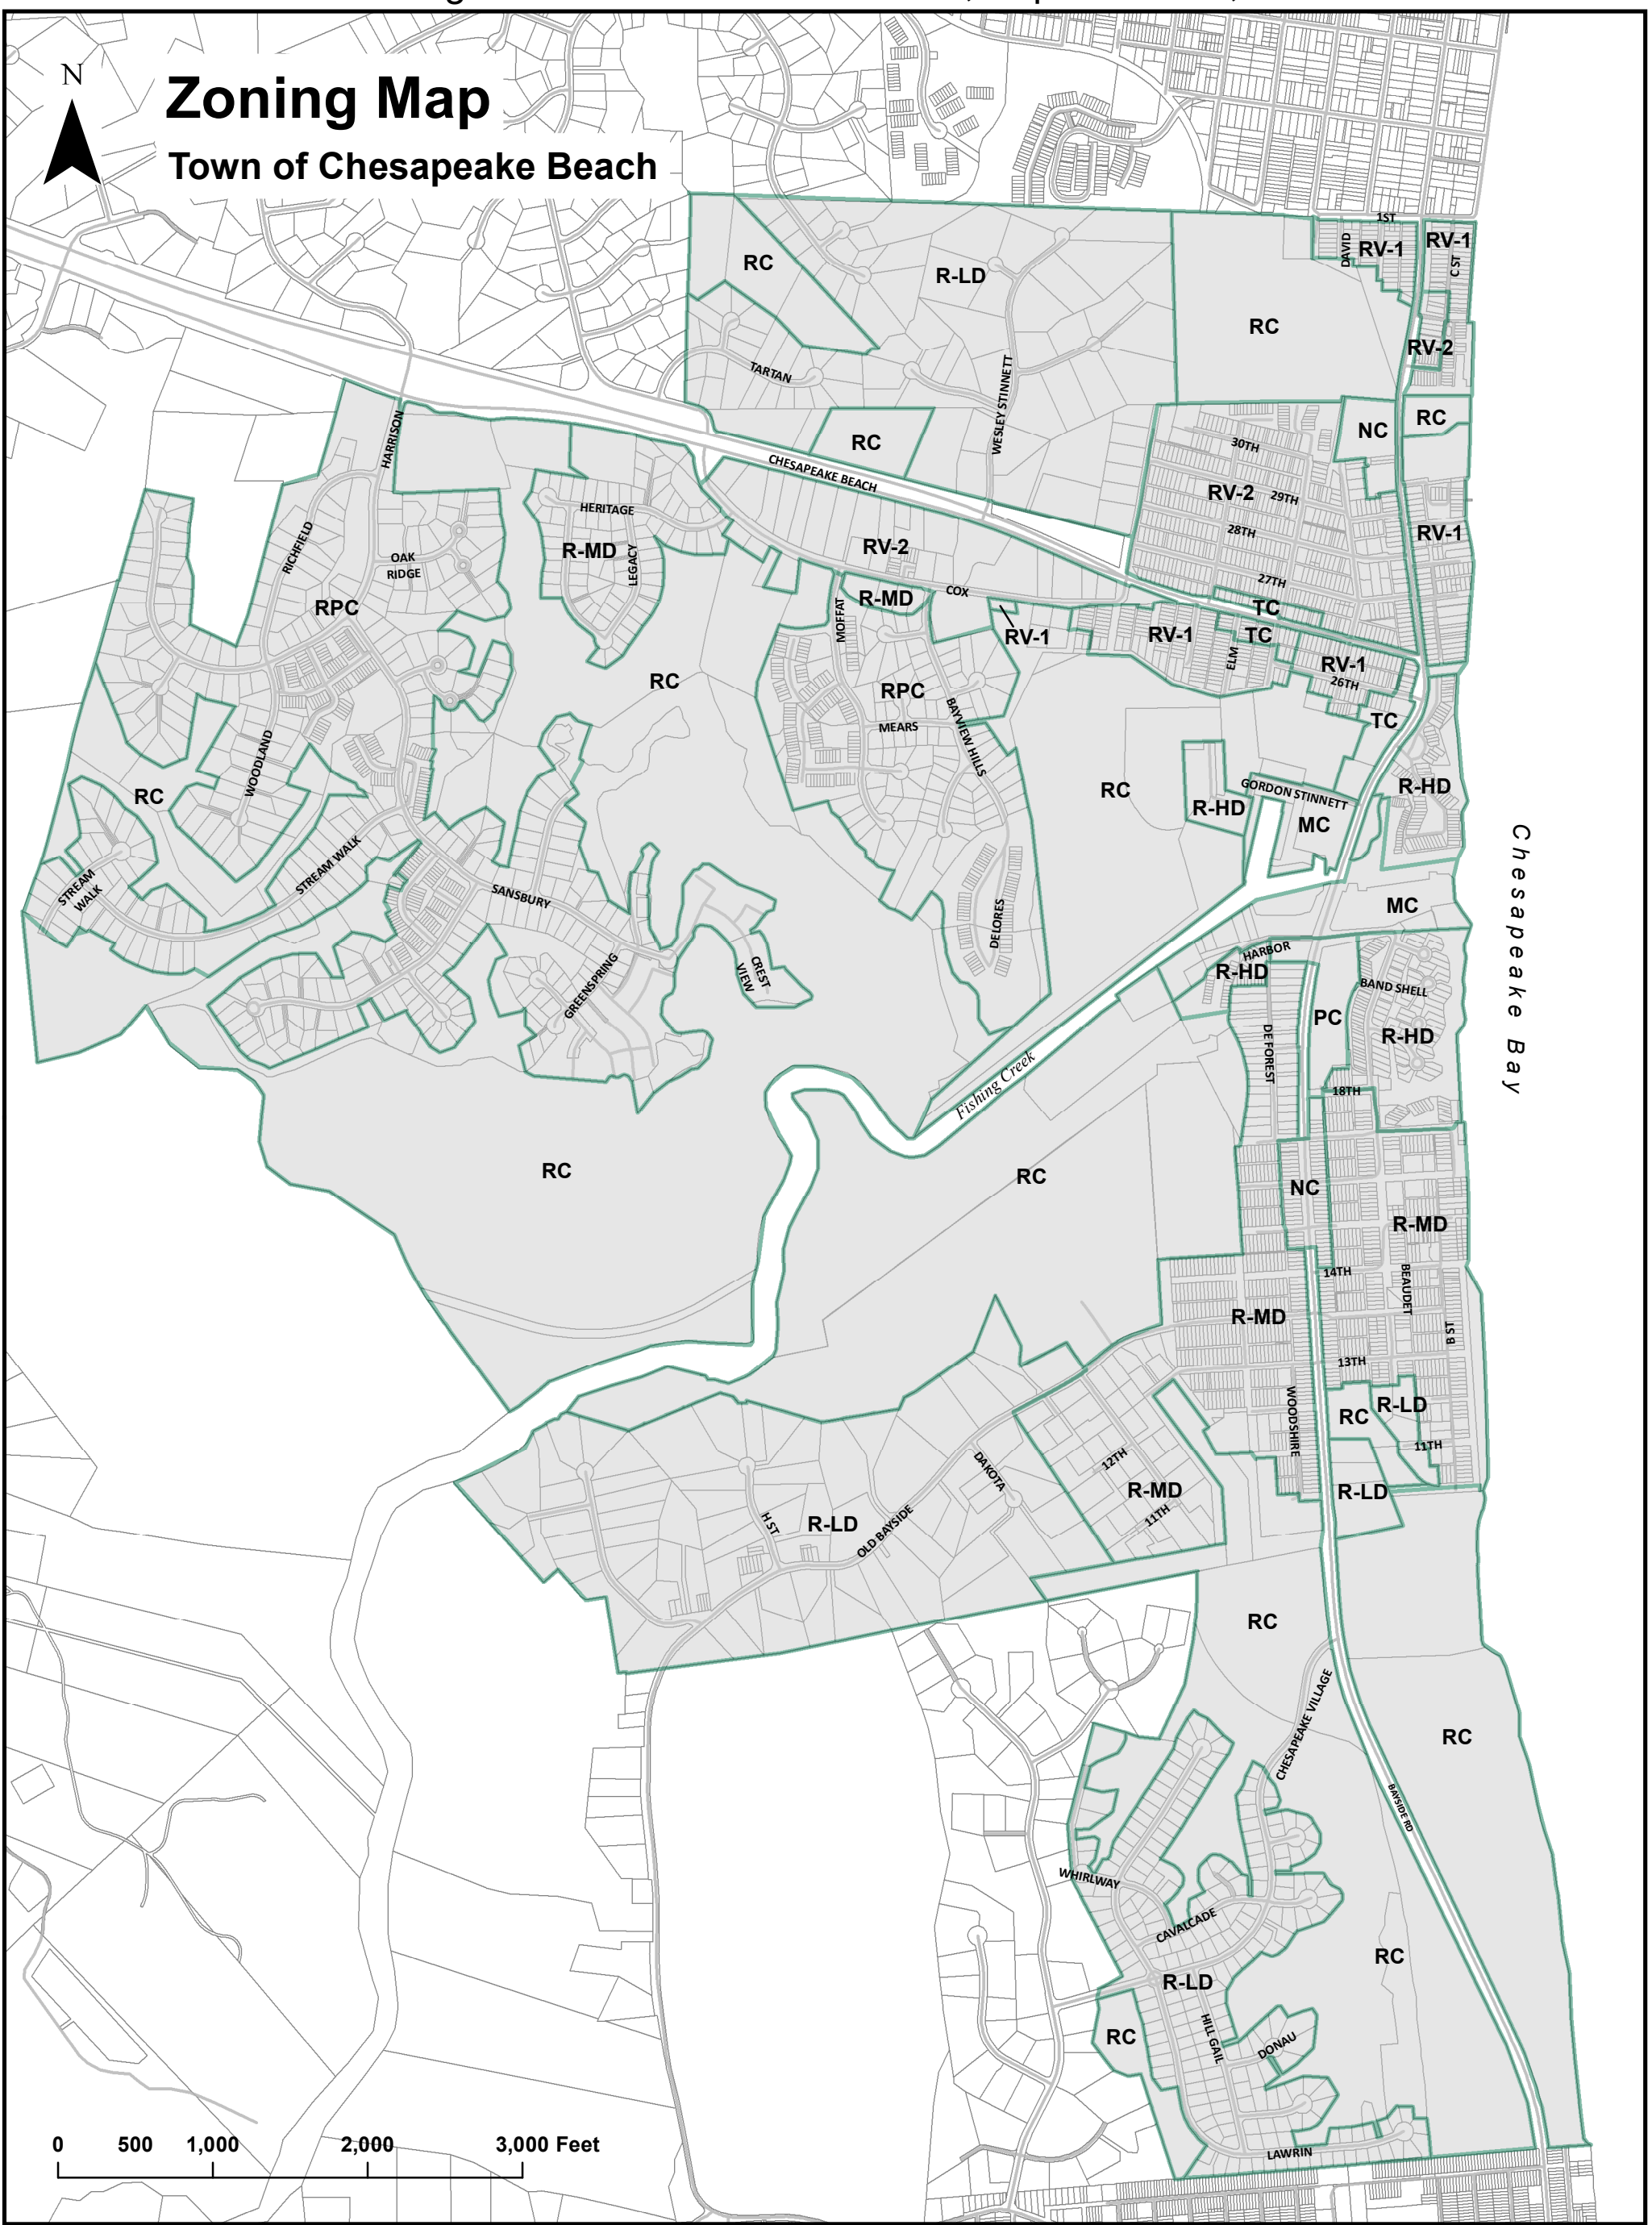 N
Zoning Map
Town of Chesapeake Beach
1ST
DAVID
RV-1
RV-1
C ST
RC
R-LD
RC
RV-2
TARTAN
WESLEY STINNETT
HARRISON
RC
NC
RC
30TH
CHESAPEAKE BEACH
RV-2
29TH
28TH
RV-1
HERITAGE
R-MD
LEGACY
RICHFIELD
OAK
RIDGE
RV-2
27TH
RPC
COX
R-MD
MOFFAT
TC
RV-1
RV-1
TC
ELM
RV-1
26TH
RC
RPC
MEARS
BAYVIEW HILLS
TC
WOODLAND
RC
RC
R-HD
GORDON STINNETT
R-HD
MC
STREAM WALK
STREAM
WALK
SANSBURY
DELORES
MC
Chesapeake Bay
HARBOR
R-HD
CREST
VIEW
GREENSPRING
BAND SHELL
PC
R-HD
DE FOREST
Fishing Creek
18TH
RC
RC
NC
R-MD
14TH
BEAUDET
R-MD
B ST
13TH
WOODSHIRE
RC
R-LD
11TH
DAKOTA
12TH
R-MD
11TH
R-LD
H ST
R-LD
OLD BAYSIDE
RC
CHESAPEAKE VILLAGE
RC
BAYSIDE RD
WHIRLWAY
CAVALCADE
RC
R-LD
RC
HILL GAIL
DONAU
LAWRIN
0 500 1,000 2,000 3,000 Feet